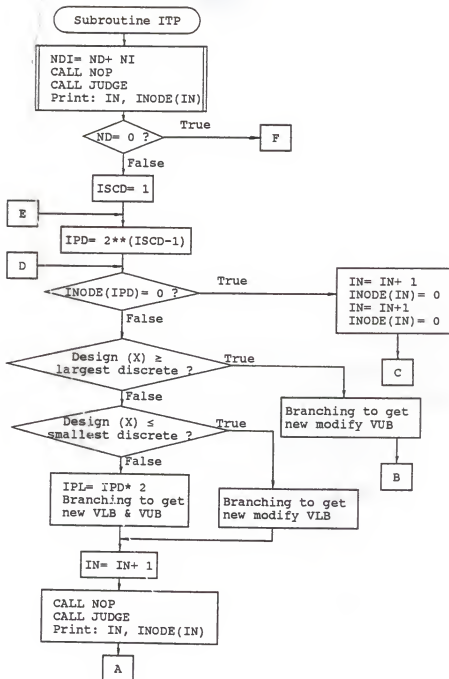 Subroutine ITP
NDI= ND+ NI
CALL NOP
CALL JUDGE
Print: IN, INODE(IN)
ND= 0 ?
True
F
False
ISCD= 1
E
IPD= 2**(ISCD-1)
D
INODE(IPD)= 0 ?
True
IN= IN+ 1
INODE(IN)= 0
IN= IN+1
INODE(IN)= 0
False
C
Design (X) ≥
largest discrete ?
True
False
Branching to get
new modify VUB
Design (X) ≤
smallest discrete ?
True
B
False
IPL= IPD* 2
Branching to get
new VLB & VUB
Branching to get
new modify VLB
IN= IN+ 1
CALL NOP
CALL JUDGE
Print: IN, INODE(IN)
A